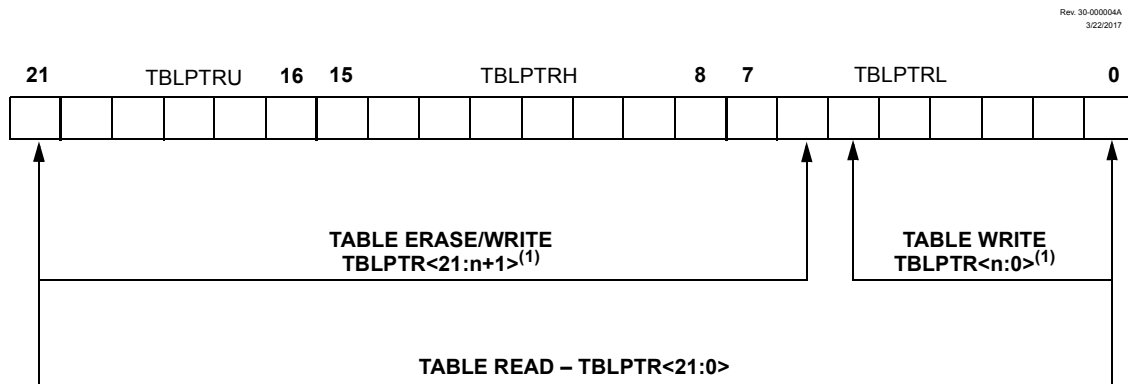 Rev. 30-000004A
3/22/2017
21 TBLPTRU 16 15 TBLPTRH 8 7 TBLPTRL 0
TABLE ERASE/WRITE TABLE WRITE
TBLPTR<21:n+1>(1) TBLPTR<n:0>(1)
TABLE READ – TBLPTR<21:0>